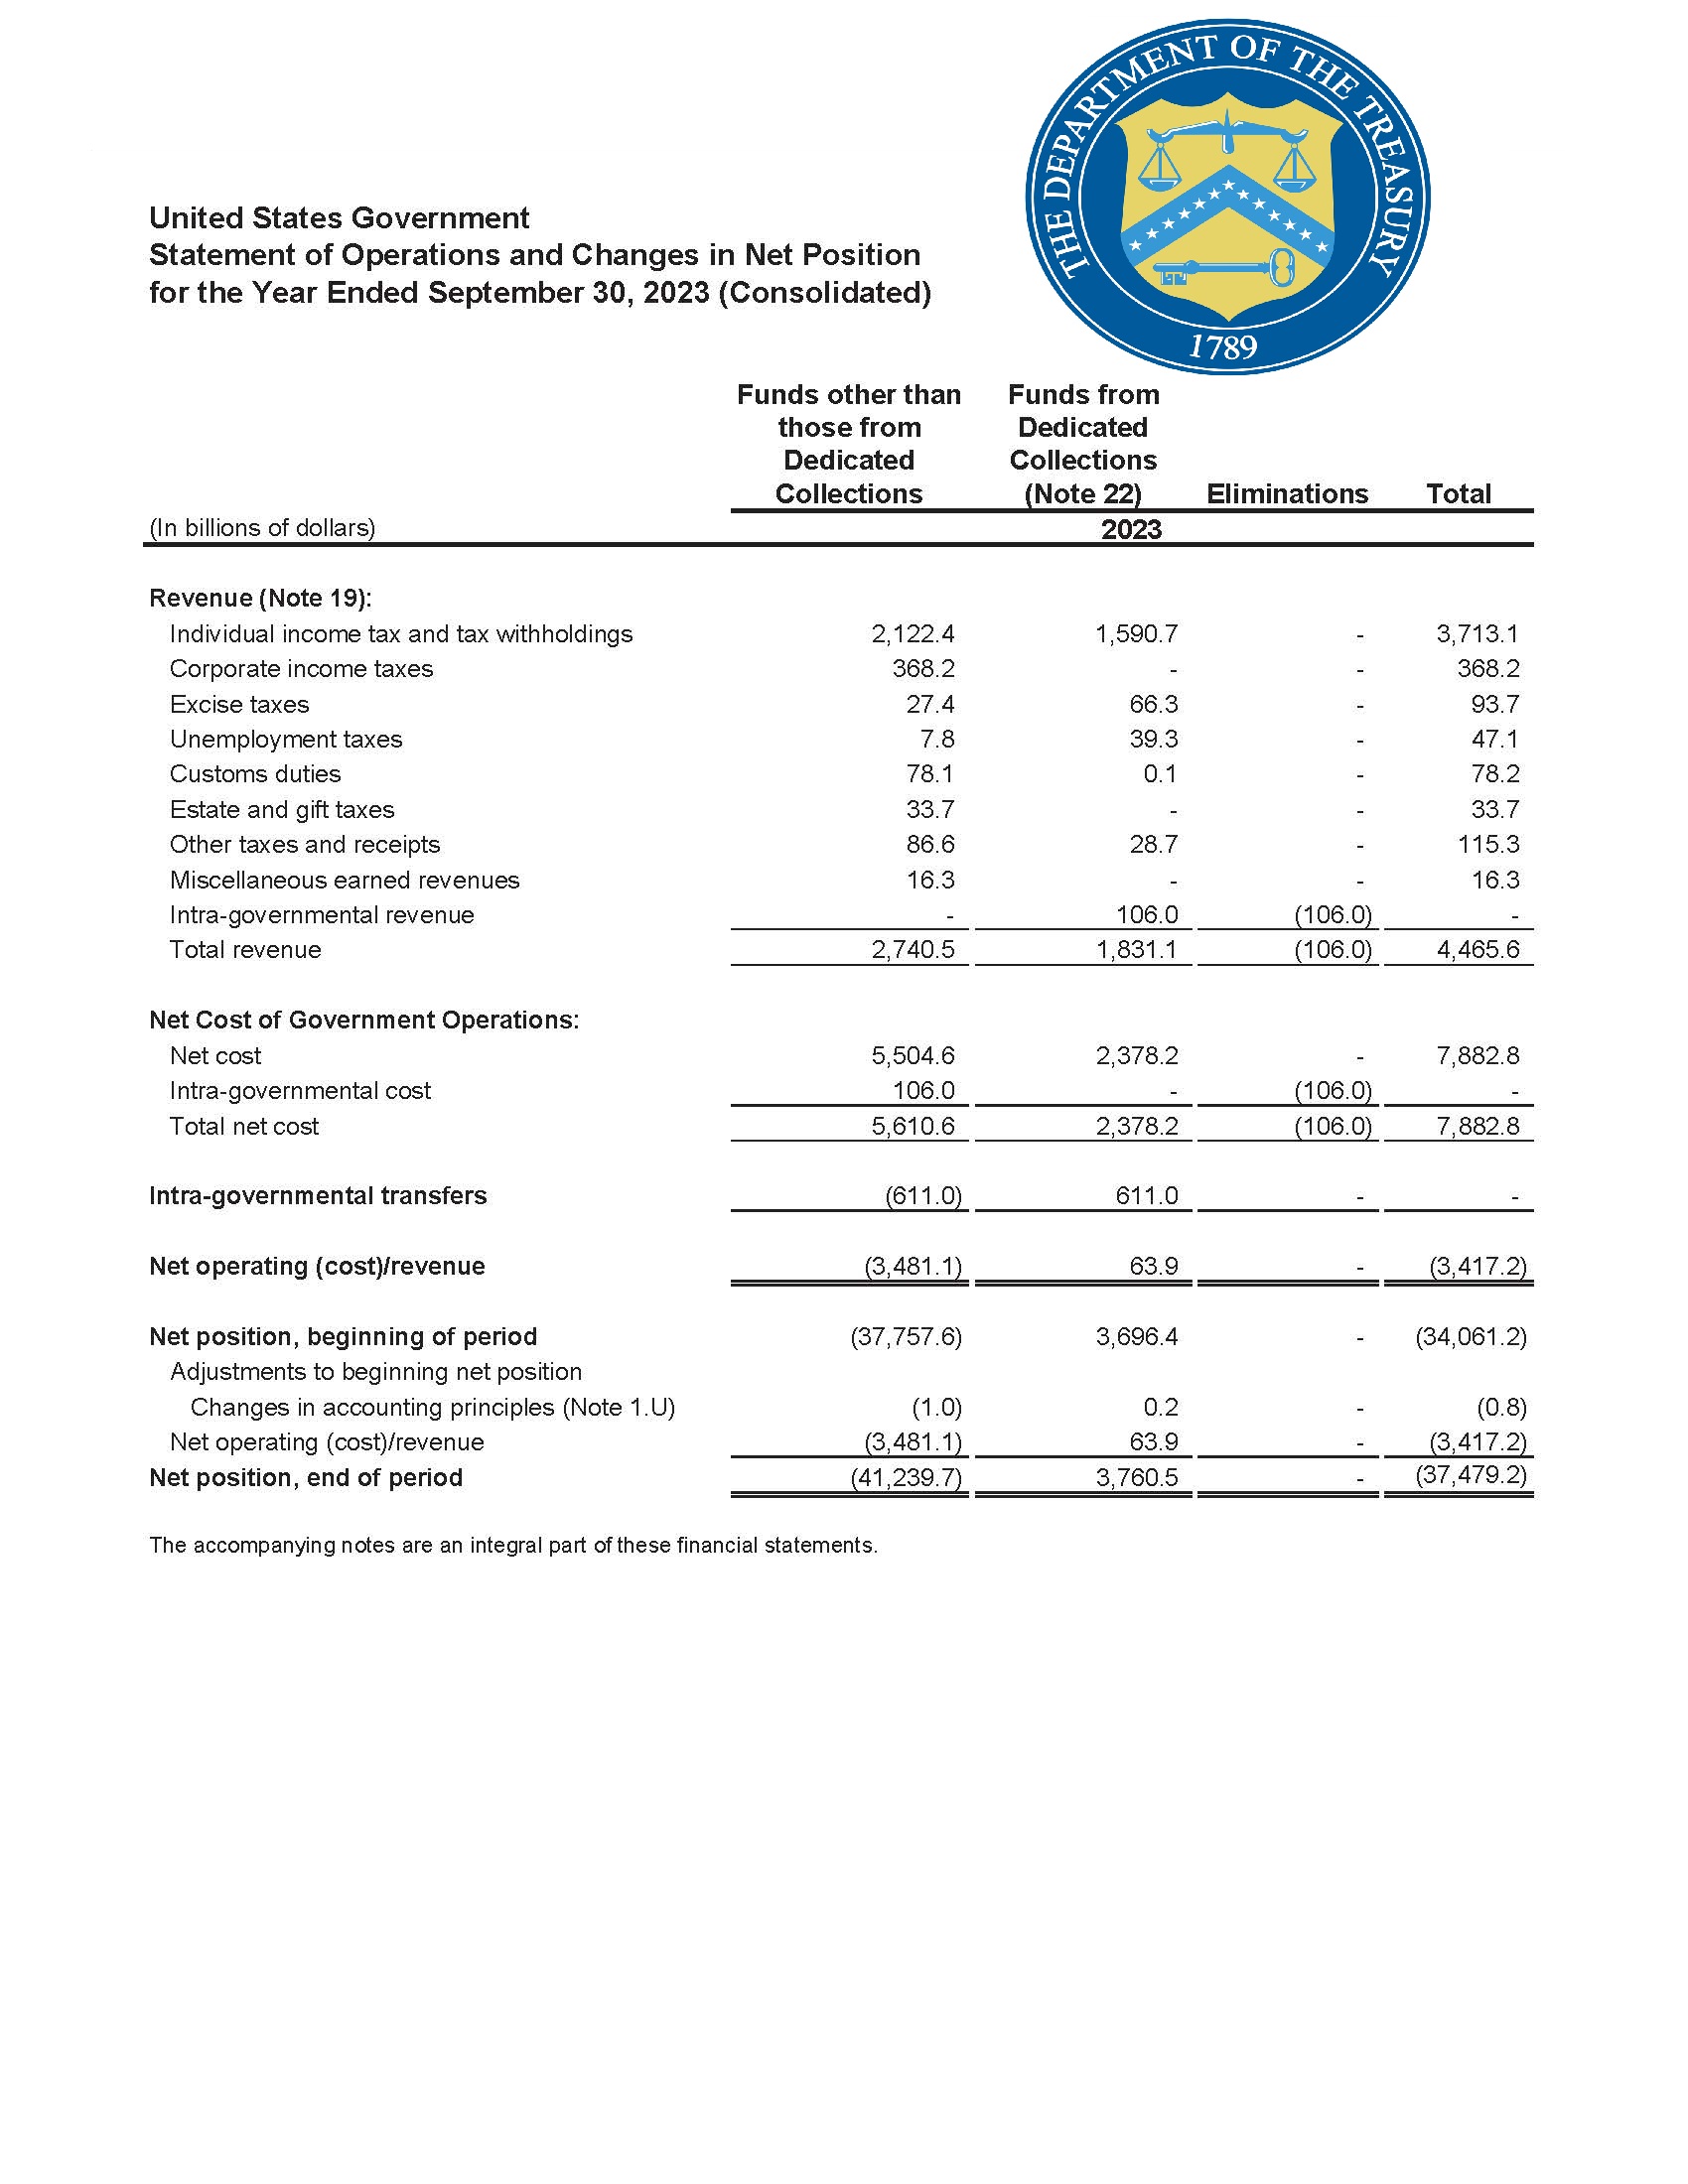 THE DEPARTMENT OF THE TREASURY
1789
United States Government
Statement of Operations and Changes in Net Position
for the Year Ended September 30, 2023 (Consolidated)
Funds other than those from Dedicated Collections Funds from Dedicated Collections (Note 22) Eliminations Total
(In billions of dollars) 2023
Revenue (Note 19):
Individual income tax and tax withholdings 2,122.4 1,590.7 - 3,713.1
Corporate income taxes 368.2 - - 368.2
Excise taxes 27.4 66.3 - 93.7
Unemployment taxes 7.8 39.3 - 47.1
Customs duties 78.1 0.1 - 78.2
Estate and gift taxes 33.7 - - 33.7
Other taxes and receipts 86.6 28.7 - 115.3
Miscellaneous earned revenues 16.3 - - 16.3
Intra-governmental revenue - 106.0 (106.0) -
Total revenue 2,740.5 1,831.1 (106.0) 4,465.6
Net Cost of Government Operations:
Net cost 5,504.6 2,378.2 - 7,882.8
Intra-governmental cost 106.0 - (106.0) -
Total net cost 5,610.6 2,378.2 (106.0) 7,882.8
Intra-governmental transfers (611.0) 611.0 - -
Net operating (cost)/revenue (3,481.1) 63.9 - (3,417.2)
Net position, beginning of period (37,757.6) 3,696.4 - (34,061.2)
Adjustments to beginning net position
Changes in accounting principles (Note 1.U) (1.0) 0.2 - (0.8)
Net operating (cost)/revenue (3,481.1) 63.9 - (3,417.2)
Net position, end of period (41,239.7) 3,760.5 - (37,479.2)
The accompanying notes are an integral part of these financial statements.